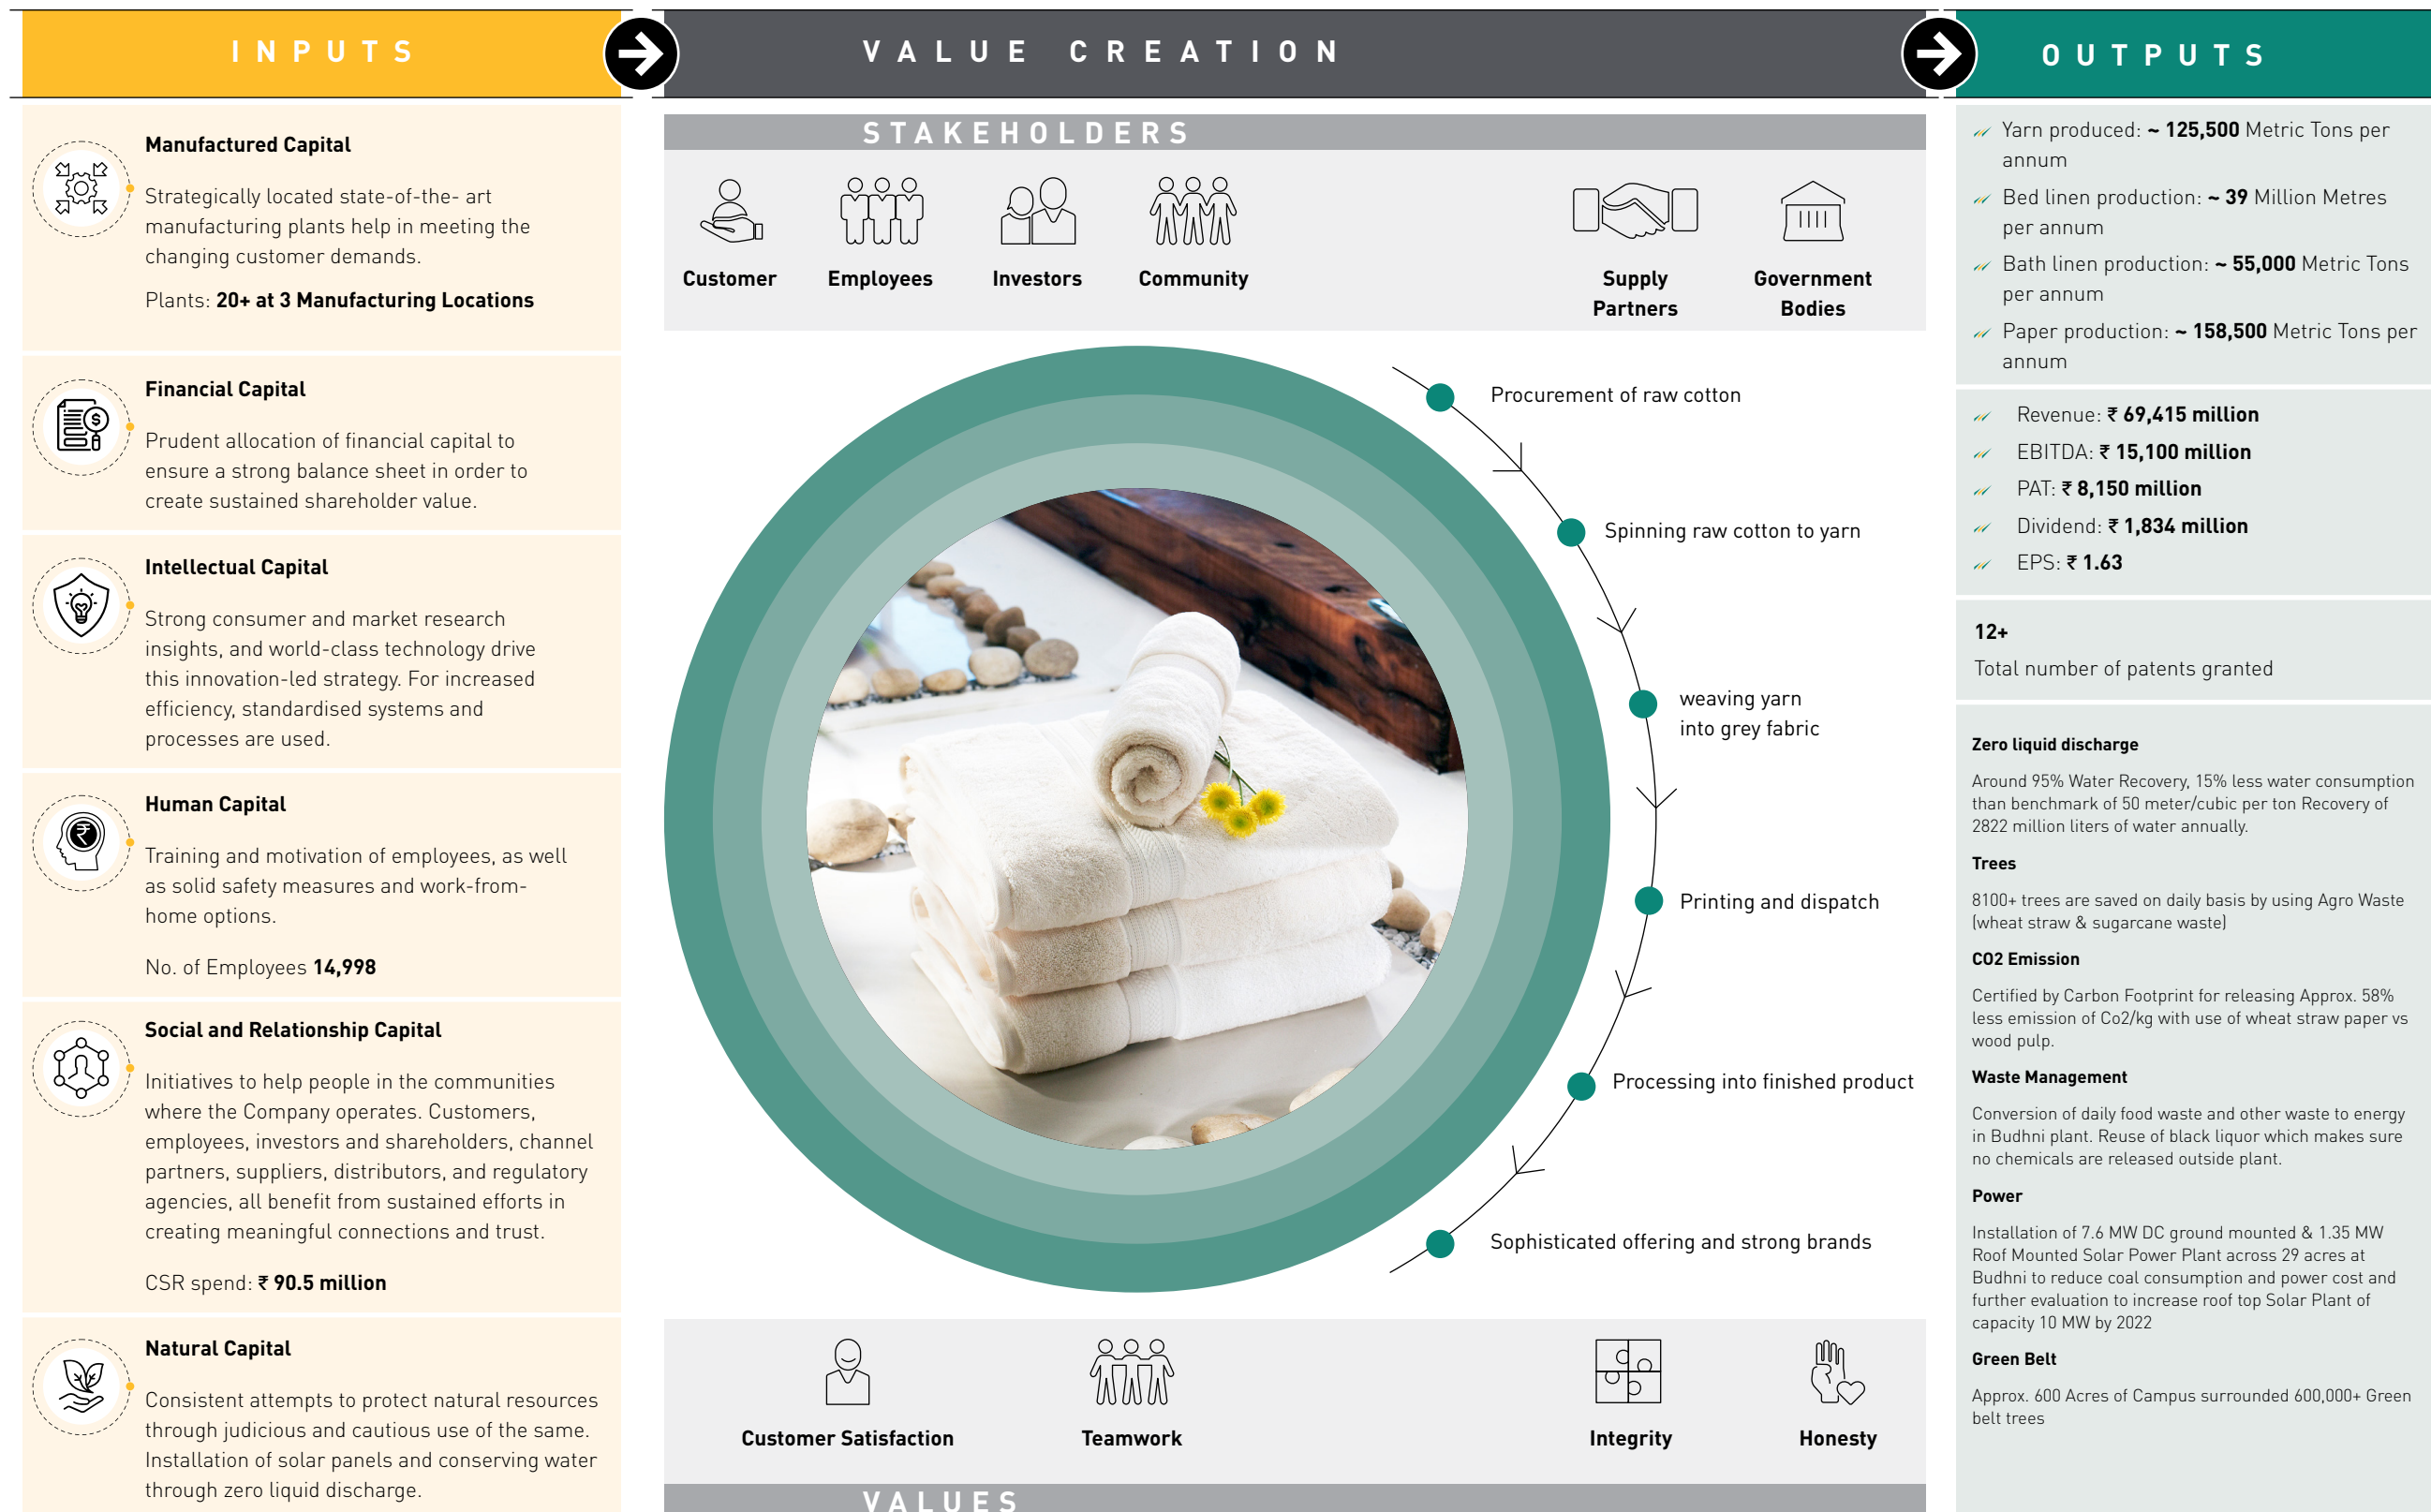 INPUTS
Manufactured Capital
Strategically located state-of-the- art
manufacturing plants help in meeting the
changing customer demands.
Plants: 20+ at 3 Manufacturing Locations
Financial Capital
Prudent allocation of financial capital to
ensure a strong balance sheet in order to
create sustained shareholder value.
Intellectual Capital
Strong consumer and market research
insights, and world-class technology drive
this innovation-led strategy. For increased
efficiency, standardised systems and
processes are used.
Human Capital
Training and motivation of employees, as well
as solid safety measures and work-from-
home options.
No. of Employees 14,998
Social and Relationship Capital
Initiatives to help people in the communities
where the Company operates. Customers,
employees, investors and shareholders, channel
partners, suppliers, distributors, and regulatory
agencies, all benefit from sustained efforts in
creating meaningful connections and trust.
CSR spend: ₹ 90.5 million
Natural Capital
Consistent attempts to protect natural resources
through judicious and cautious use of the same.
Installation of solar panels and conserving water
through zero liquid discharge.
VALUE CREATION
STAKEHOLDERS
Customer
Employees
Investors
Community
Supply
Partners
Government
Bodies
Procurement of raw cotton
Spinning raw cotton to yarn
weaving yarn
into grey fabric
Printing and dispatch
Processing into finished product
Sophisticated offering and strong brands
Customer Satisfaction
Teamwork
Integrity
Honesty
VALUES
OUTPUTS
Yarn produced: ~ 125,500 Metric Tons per
annum
Bed linen production: ~ 39 Million Metres
per annum
Bath linen production: ~ 55,000 Metric Tons
per annum
Paper production: ~ 158,500 Metric Tons per
annum
Revenue: ₹ 69,415 million
EBITDA: ₹ 15,100 million
PAT: ₹ 8,150 million
Dividend: ₹ 1,834 million
EPS: ₹ 1.63
12+
Total number of patents granted
Zero liquid discharge
Around 95% Water Recovery, 15% less water consumption
than benchmark of 50 meter/cubic per ton Recovery of
2822 million liters of water annually.
Trees
8100+ trees are saved on daily basis by using Agro Waste
(wheat straw & sugarcane waste)
CO2 Emission
Certified by Carbon Footprint for releasing Approx. 58%
less emission of Co2/kg with use of wheat straw paper vs
wood pulp.
Waste Management
Conversion of daily food waste and other waste to energy
in Budhni plant. Reuse of black liquor which makes sure
no chemicals are released outside plant.
Power
Installation of 7.6 MW DC ground mounted & 1.35 MW
Roof Mounted Solar Power Plant across 29 acres at
Budhni to reduce coal consumption and power cost and
further evaluation to increase roof top Solar Plant of
capacity 10 MW by 2022
Green Belt
Approx. 600 Acres of Campus surrounded 600,000+ Green
belt trees